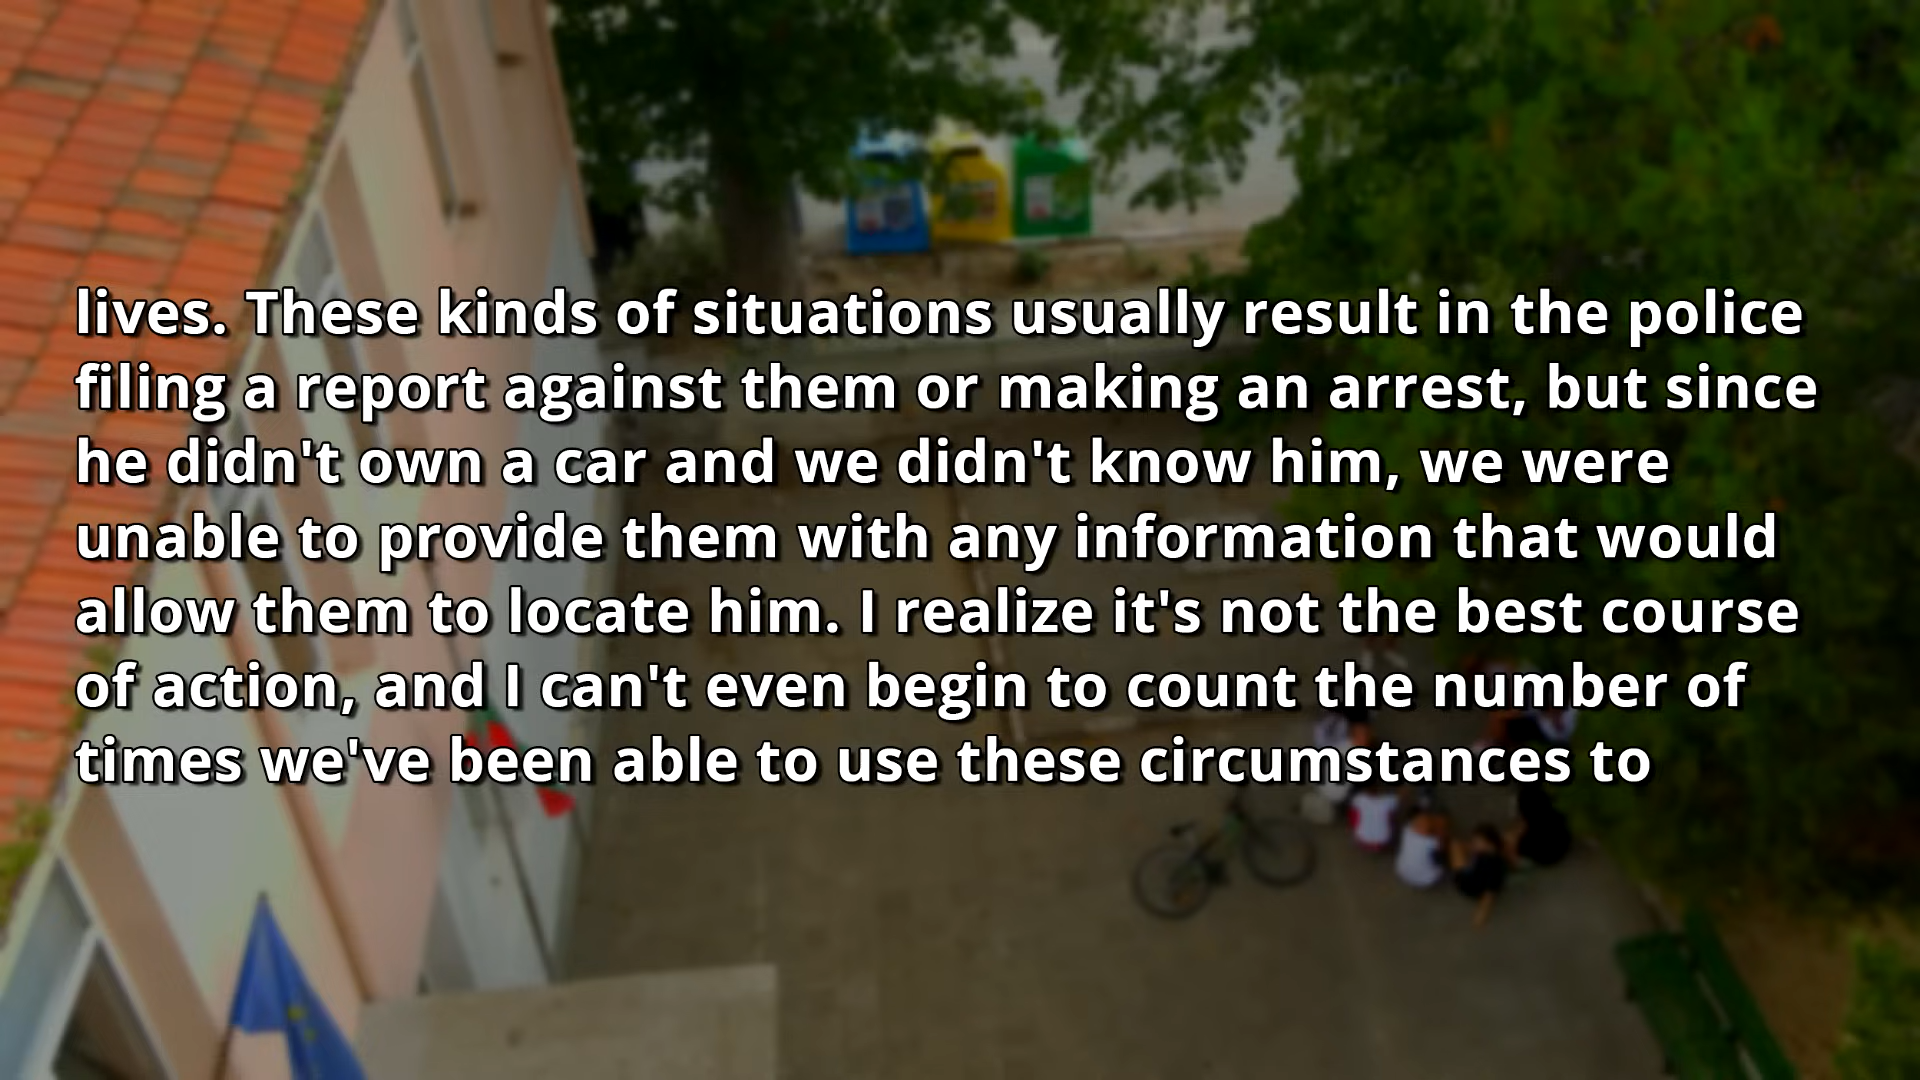 lives. These kinds of situations usually result in the police
filing a report against them or making an arrest, but since
he didn't own a car and we didn't know him, we were
unable to provide them with any information that would
allow them to locate him. I realize it's not the best course
of action, and I can't even begin to count the number of
times we've been able to use these circumstances to